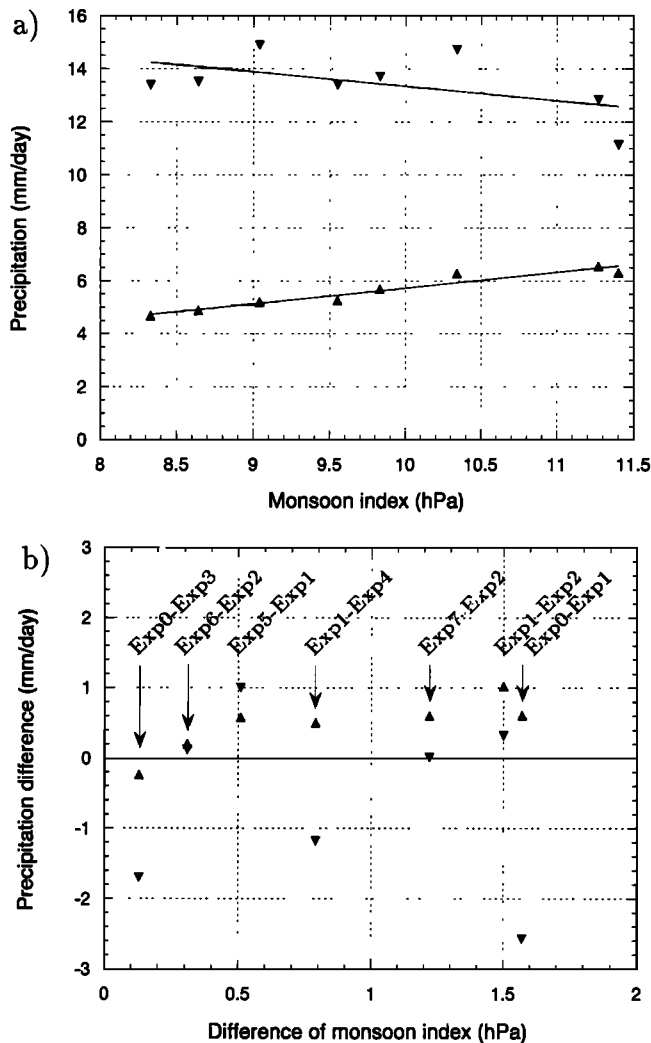 a)
16
14
12
10
8
6
4
2
0
Precipitation (mm/day)
8
8.5
9
9.5
10
10.5
11
11.5
Monsoon index (hPa)
b)
3
2
1
0
-1
-2
-3
Precipitation difference (mm/day)
Exp0-Exp3
Exp6-Exp2
Exp5-Exp1
Exp1-Exp4
Exp7-Exp2
Exp1-Exp2
Exp0-Exp1
0
0.5
1
1.5
2
Difference of monsoon index (hPa)